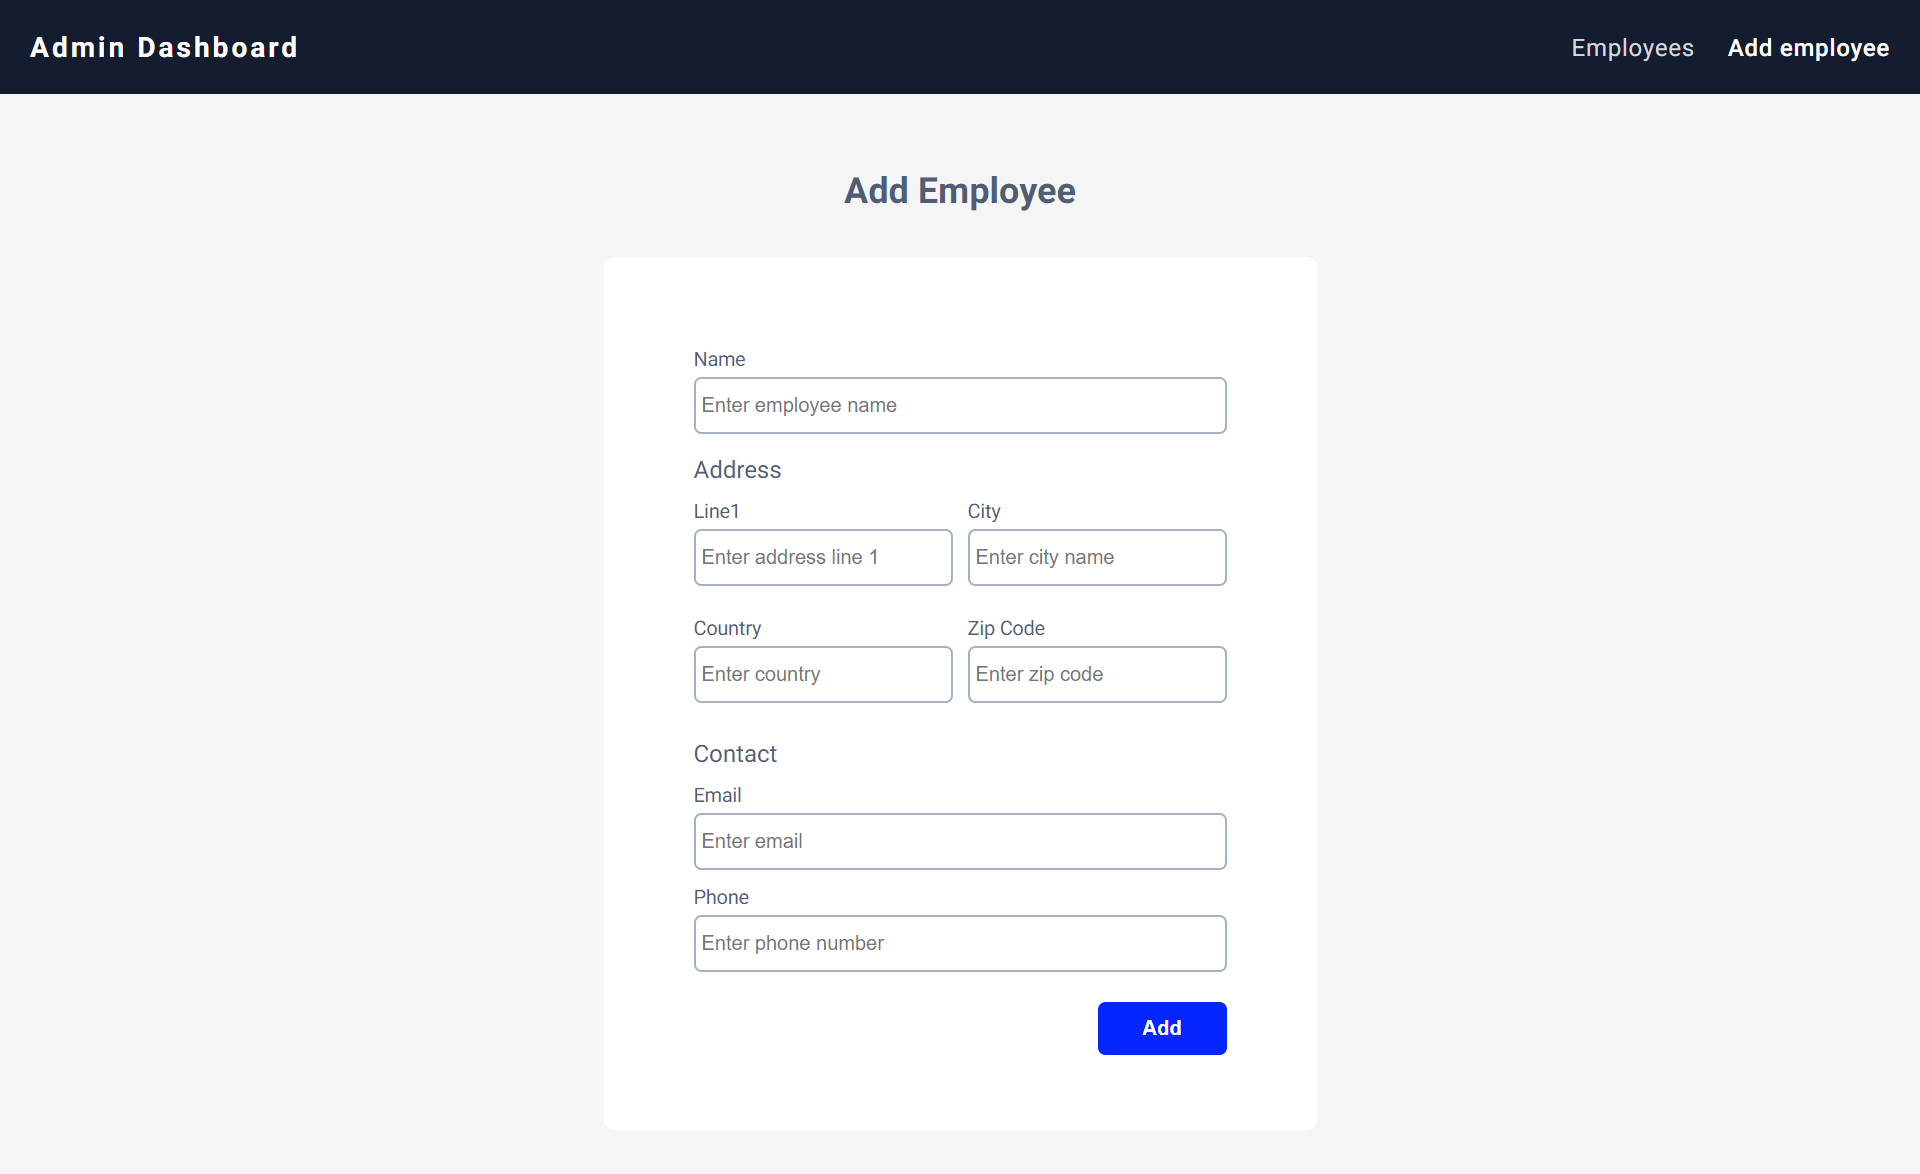 Admin Dashboard
Employees
Add employee
Add Employee
Name
Enter employee name
Address
Line1
City
Enter address line 1
Enter city name
Country
Zip Code
Enter country
Enter zip code
Contact
Email
Enter email
Phone
Enter phone number
Add